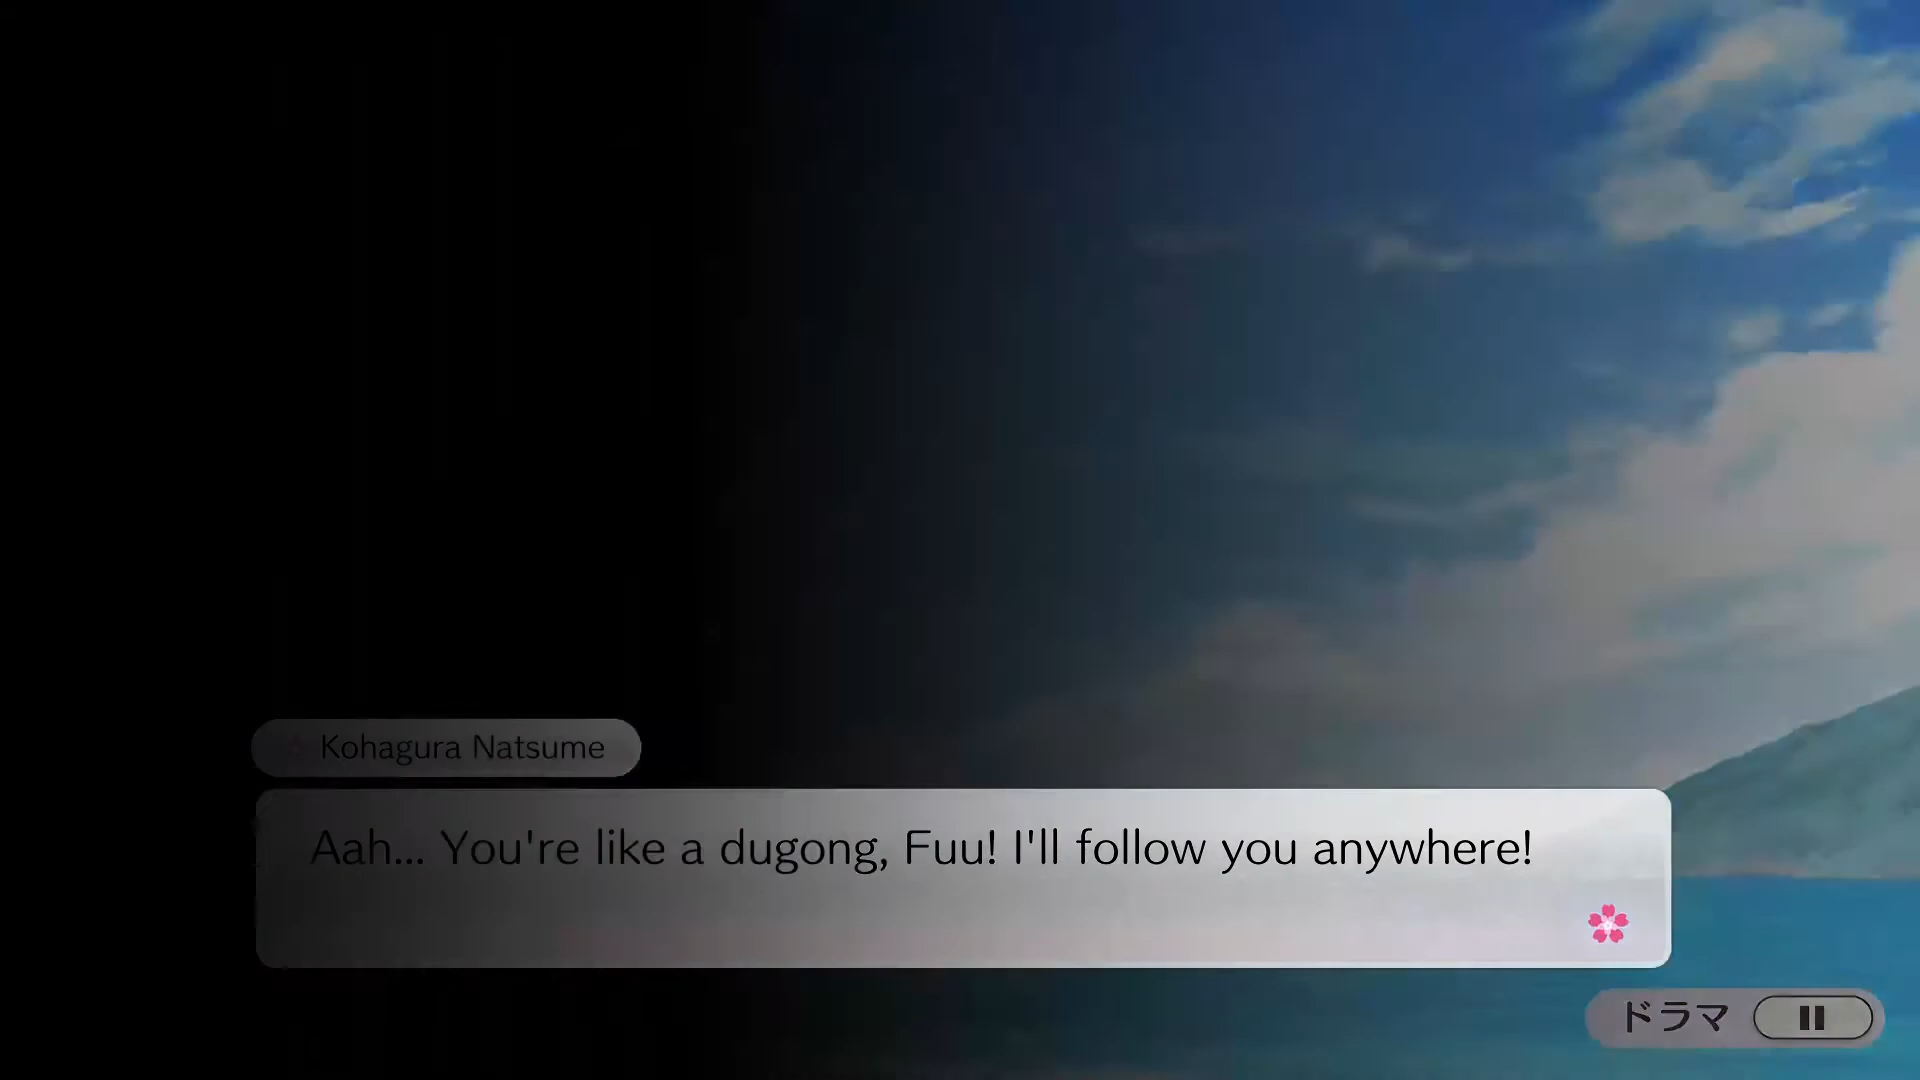 Kohagura Natsume
Aah... You're like a dugong, Fuu! I'll follow you anywhere!
ドラマ